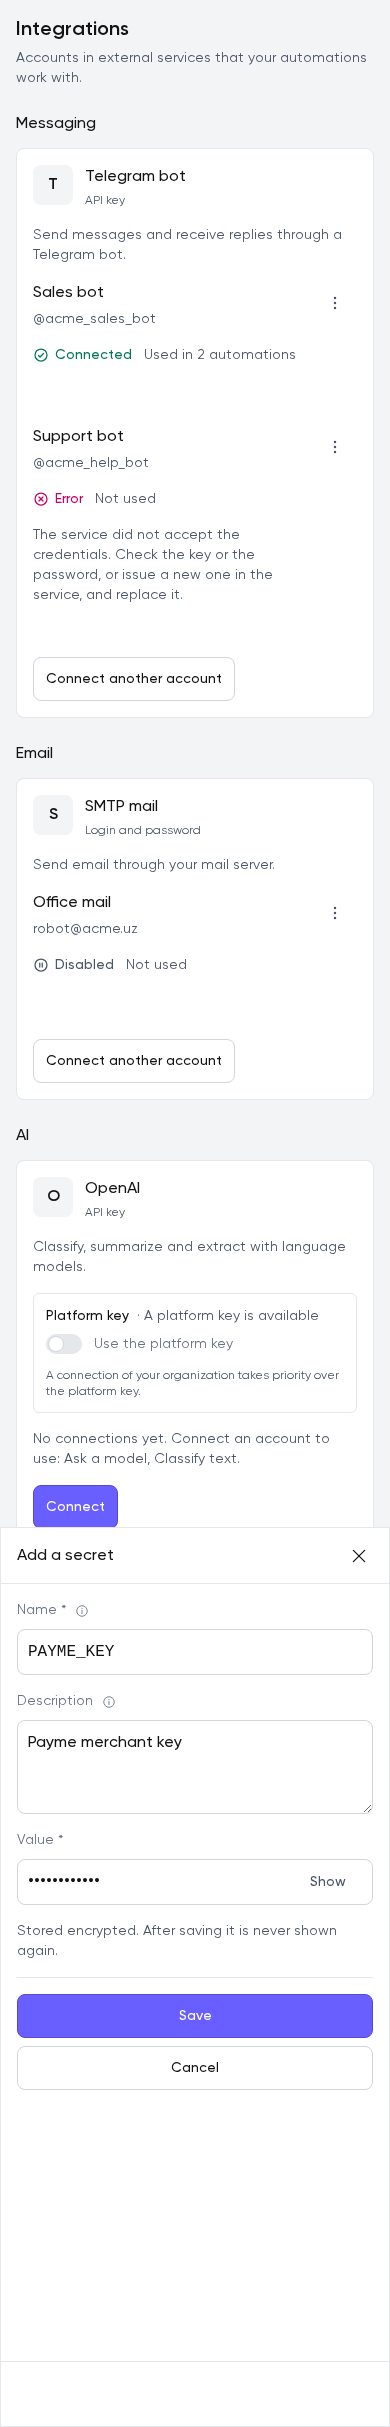 Integrations
Accounts in external services that your automations
work with.
Messaging
T
Telegram bot
API key
Send messages and receive replies through a
Telegram bot.
Sales bot
@acme_sales_bot
Connected Used in 2 automations
Support bot
@acme_help_bot
Error Not used
The service did not accept the
credentials. Check the key or the
password, or issue a new one in the
service, and replace it.
Connect another account
Email
S
SMTP mail
Login and password
Send email through your mail server.
Office mail
robot@acme.uz
Disabled Not used
Connect another account
AI
O
OpenAI
API key
Classify, summarize and extract with language
models.
Platform key · A platform key is available
Use the platform key
A connection of your organization takes priority over
the platform key.
No connections yet. Connect an account to
use: Ask a model, Classify text.
Connect
Add a secret
Name *
PAYME_KEY
Description
Payme merchant key
Value *
•••••••••••• Show
Stored encrypted. After saving it is never shown
again.
Save
Cancel